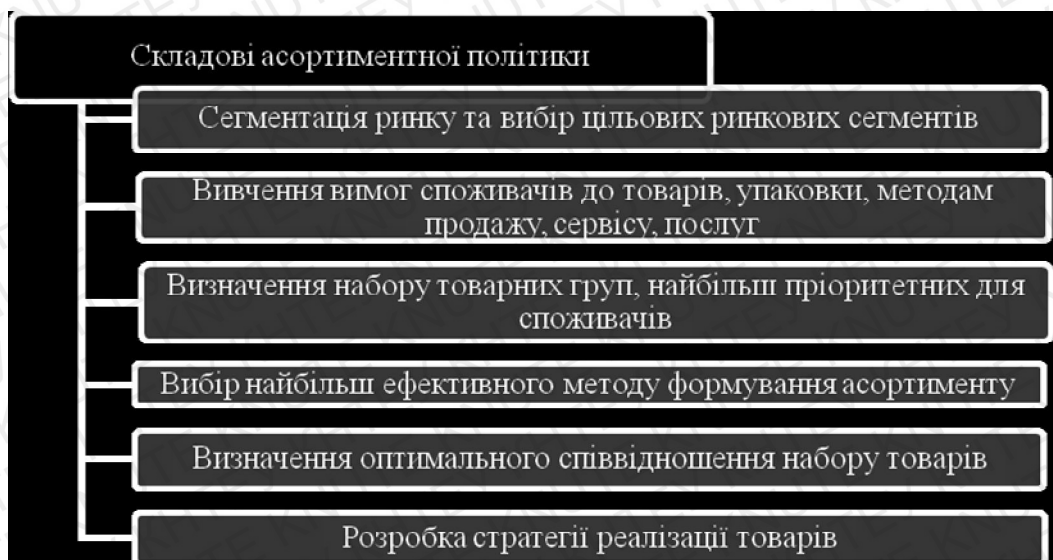 Складові асортиментної політики
Сегментація ринку та вибір цільових ринкових сегментів
Вивчення вимог споживачів до товарів, упаковки, методам
продажу, сервісу, послуг
Визначення набору товарних груп, найбільш пріоритетних для
споживачів
Вибір найбільш ефективного методу формування асортименту
Визначення оптимального співвідношення набору товарів
Розробка стратегії реалізації товарів